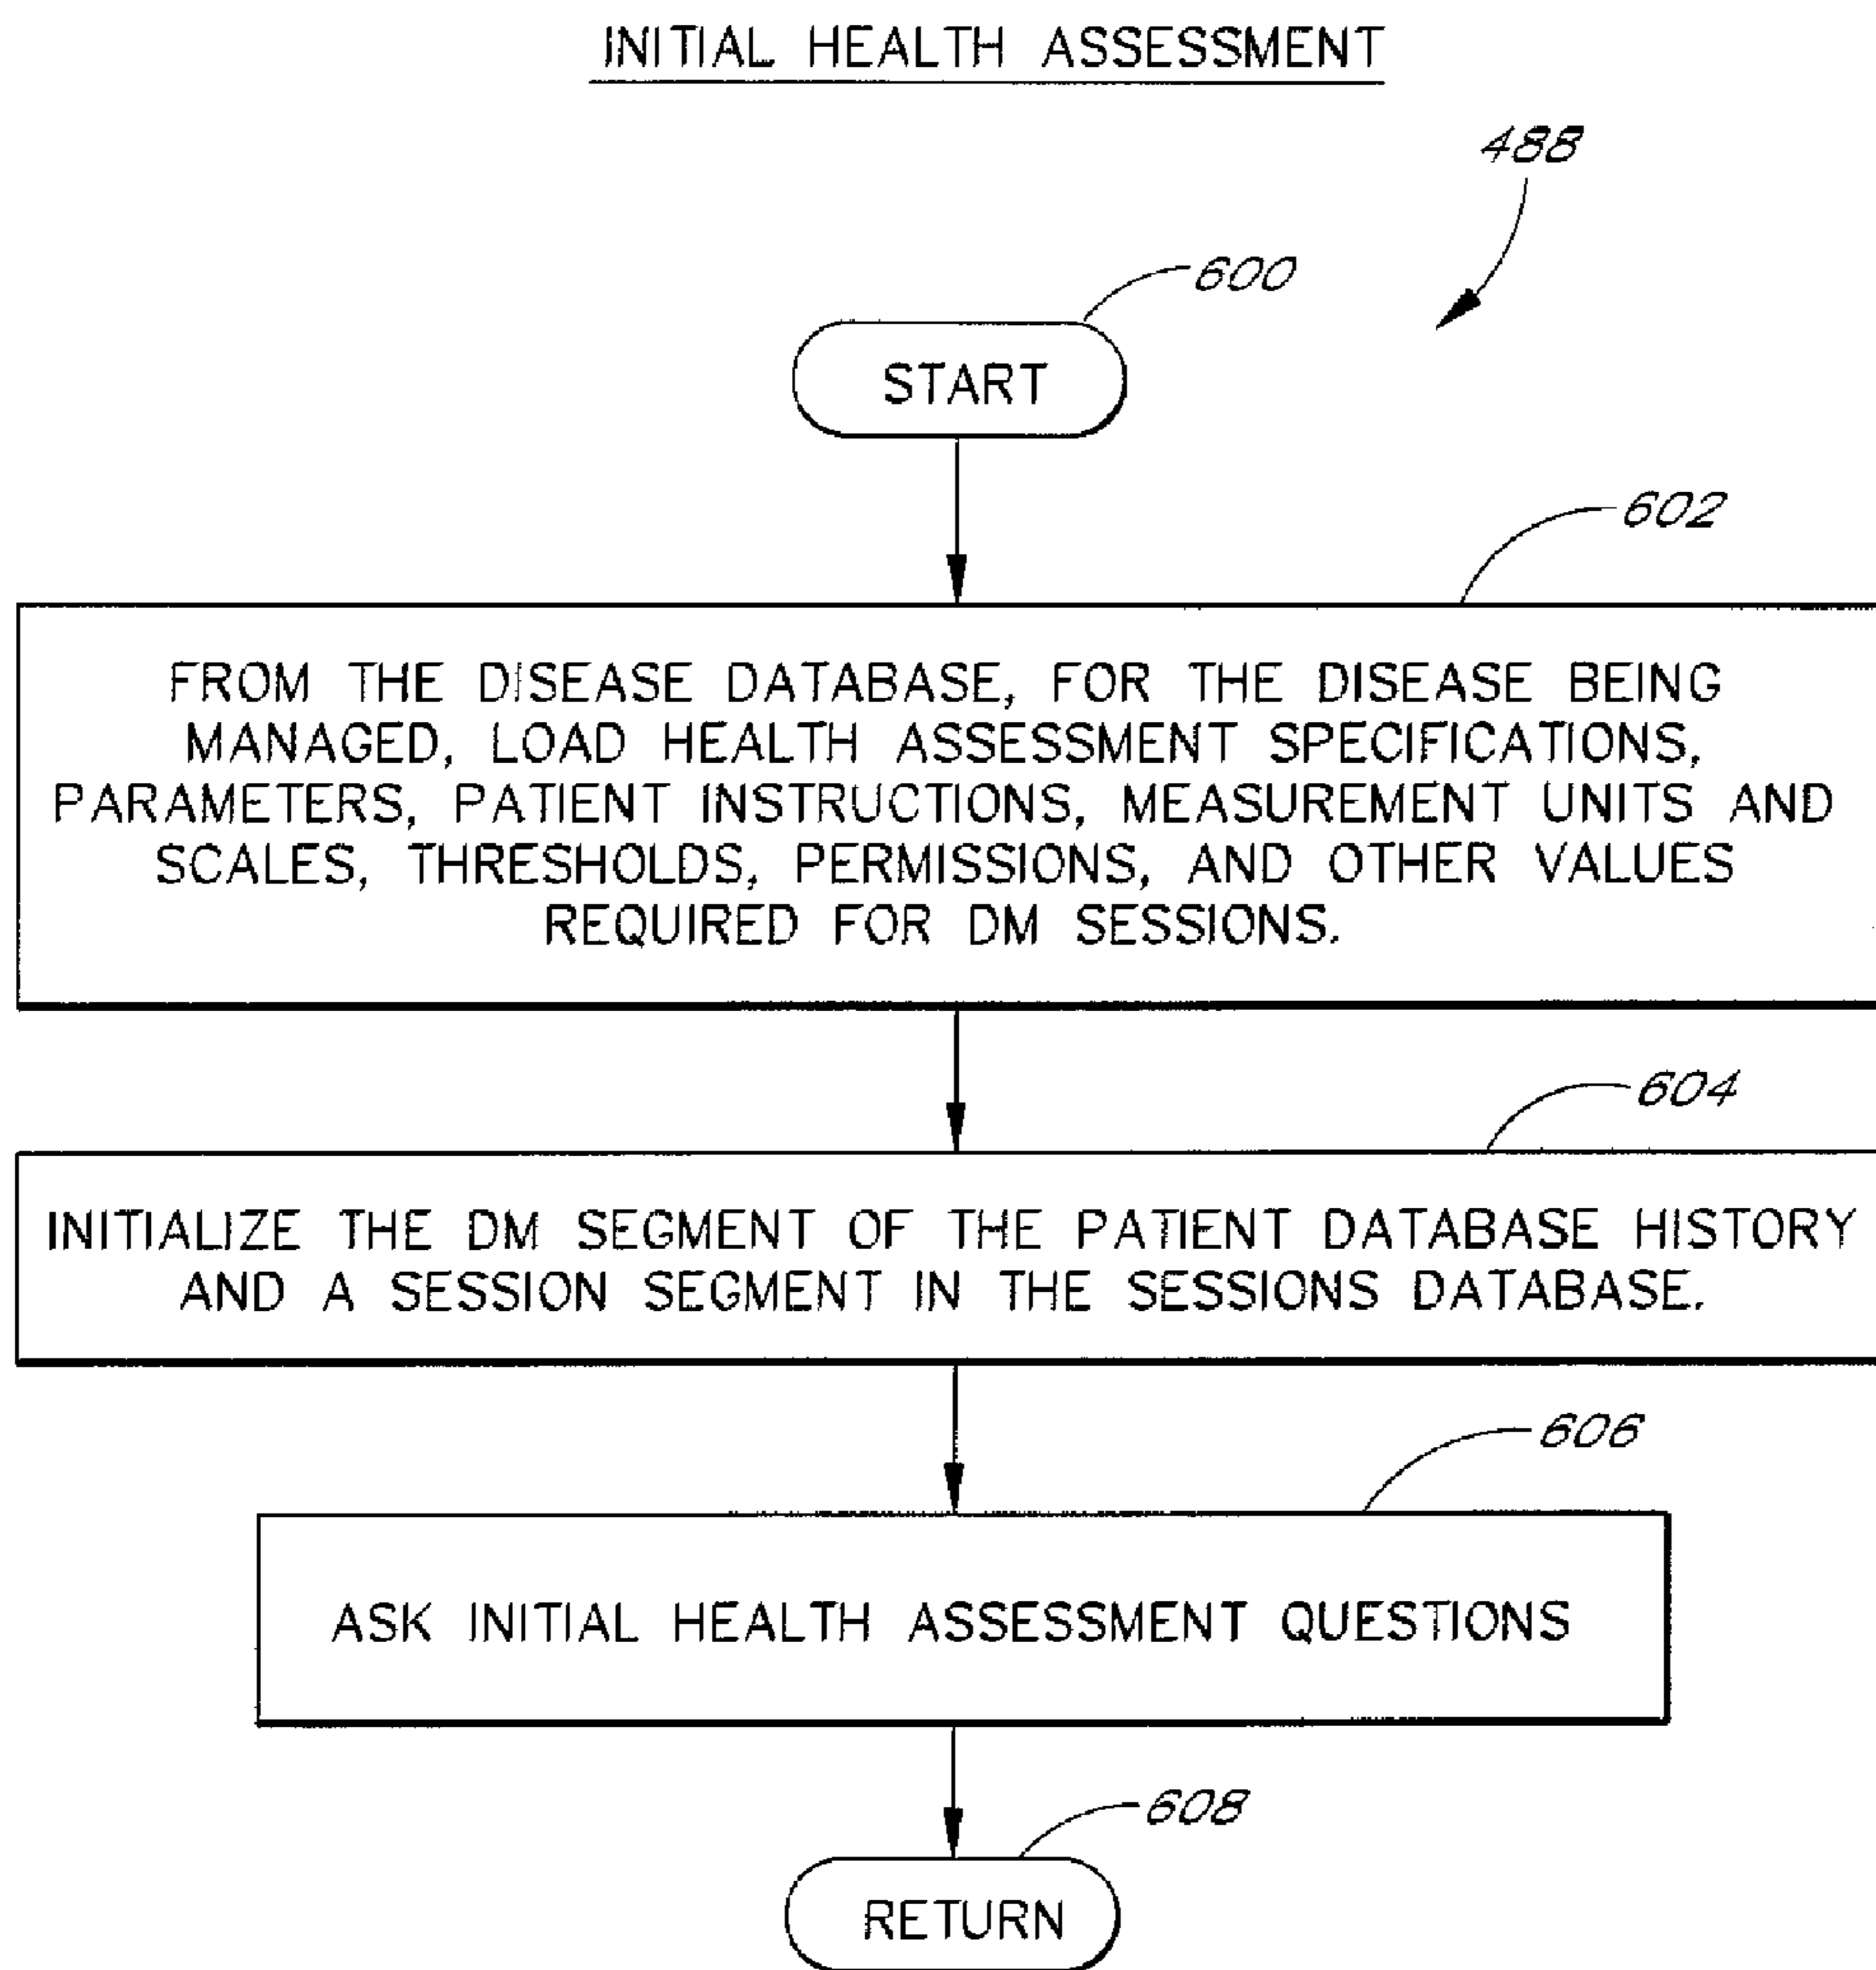 INITIAL HEALTH ASSESSMENT
488
600
START
602
FROM THE DISEASE DATABASE, FOR THE DISEASE BEING
MANAGED, LOAD HEALTH ASSESSMENT SPECIFICATIONS,
PARAMETERS, PATIENT INSTRUCTIONS, MEASUREMENT UNITS AND
SCALES, THRESHOLDS, PERMISSIONS, AND OTHER VALUES
REQUIRED FOR DM SESSIONS.
604
INITIALIZE THE DM SEGMENT OF THE PATIENT DATABASE HISTORY
AND A SESSION SEGMENT IN THE SESSIONS DATABASE.
606
ASK INITIAL HEALTH ASSESSMENT QUESTIONS
608
RETURN